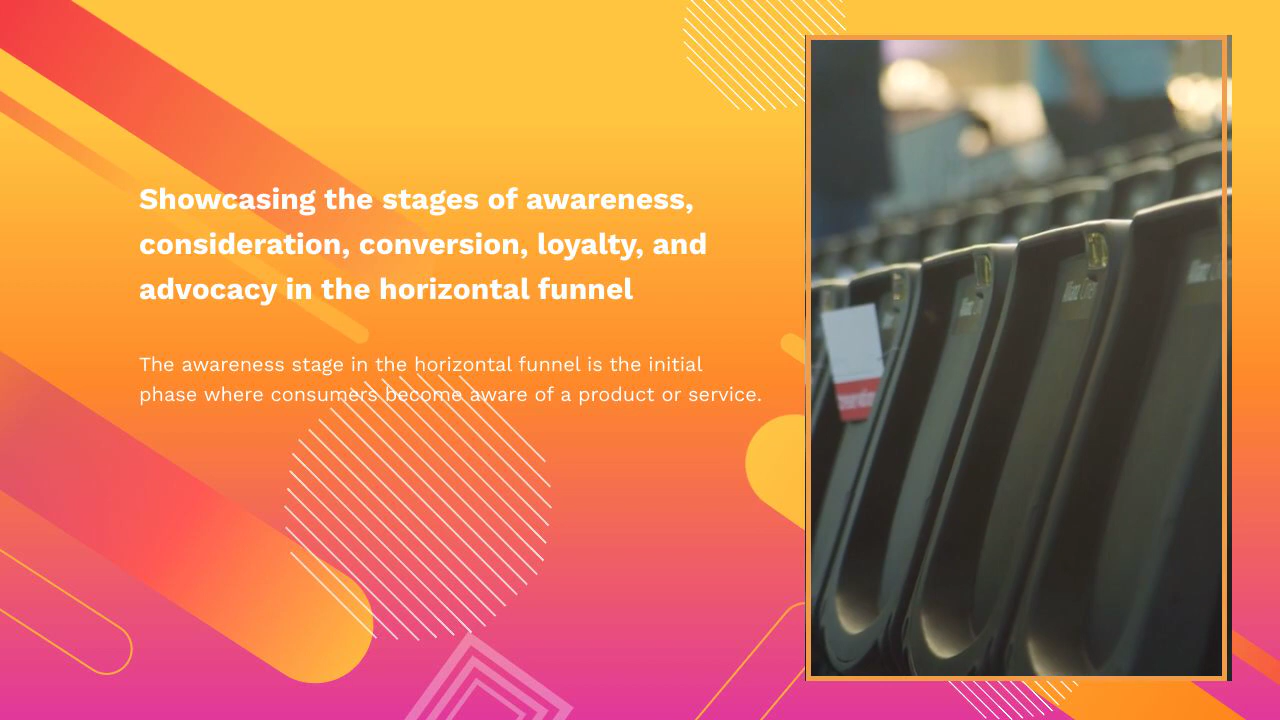 Showcasing the stages of awareness,
consideration, conversion, loyalty, and
advocacy in the horizontal funnel
The awareness stage in the horizontal funnel is the initial
phase where consumers become aware of a product or service.